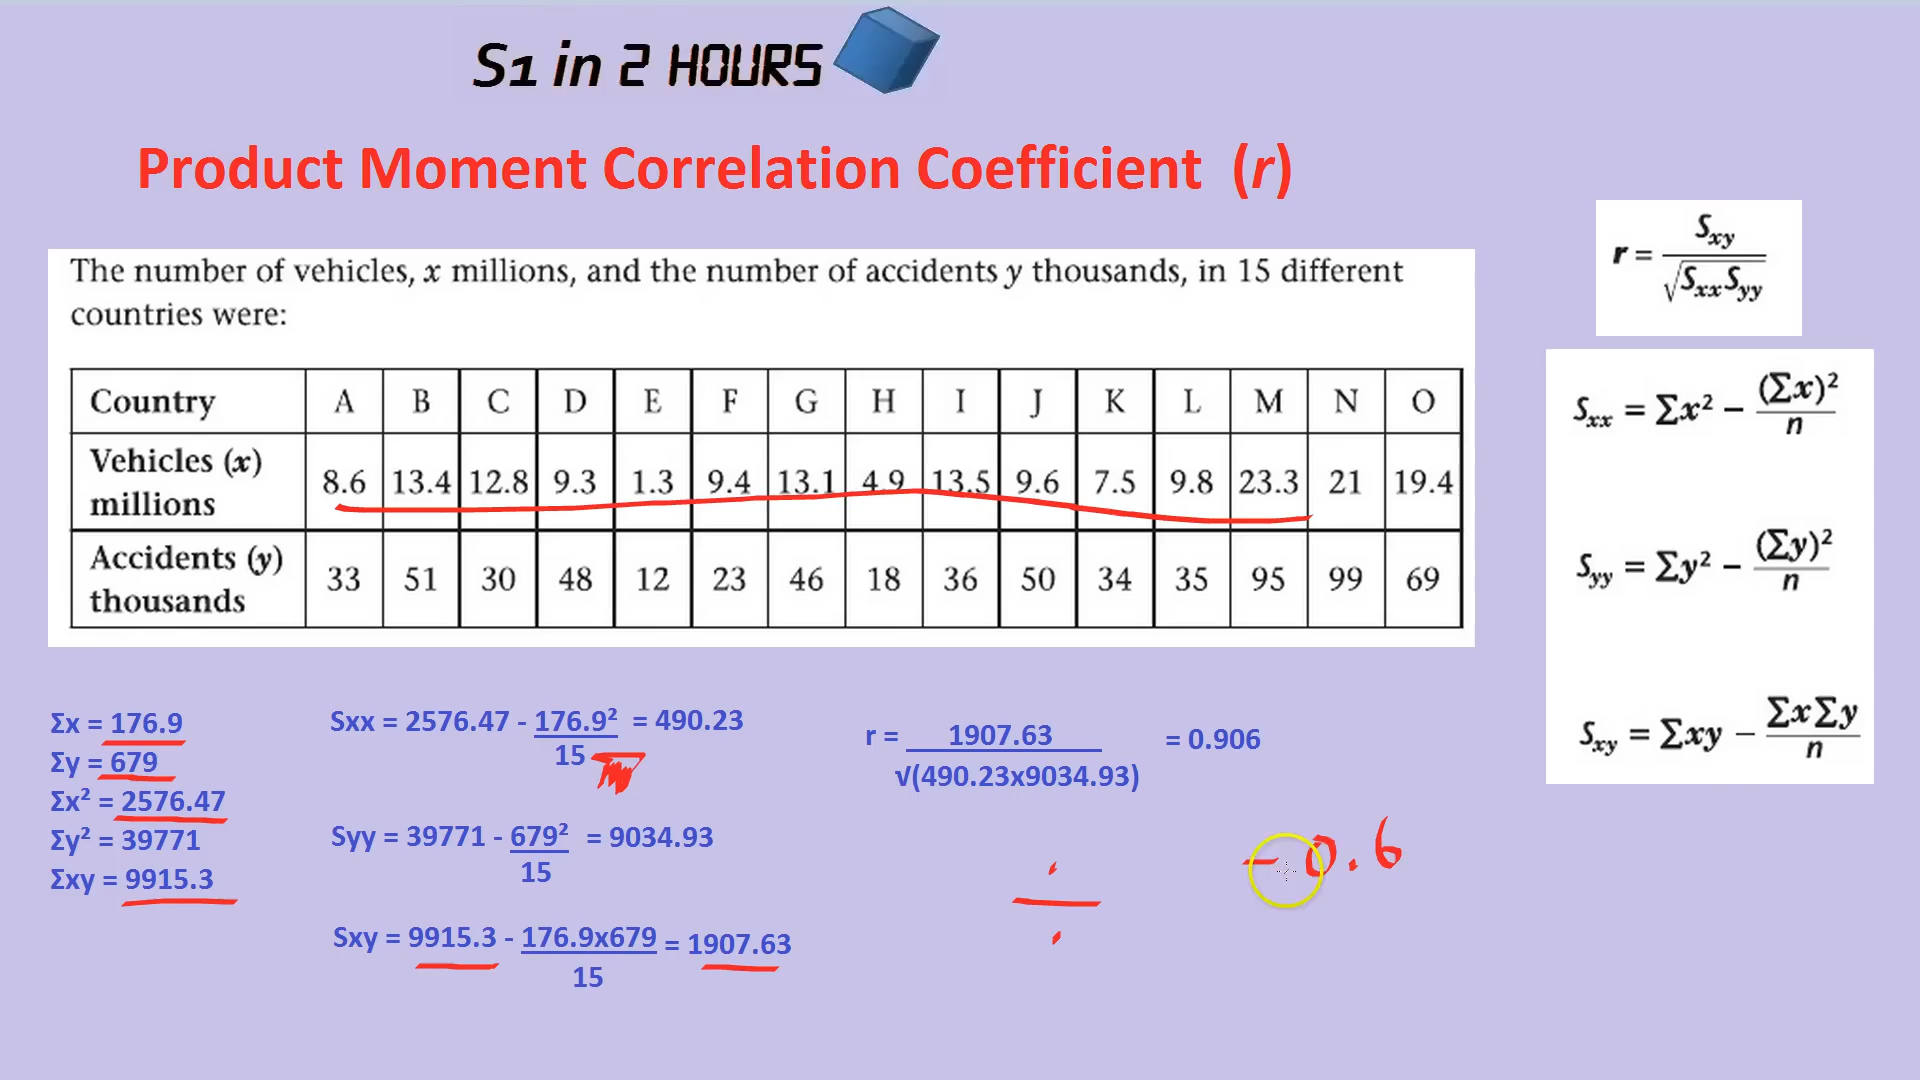 S1 in 2 HOURS
Product Moment Correlation Coefficient (r)
The number of vehicles, x millions, and the number of accidents y thousands, in 15 different
countries were:
Country A B C D E F G H I J K L M N O
Vehicles (x) millions 8.6 13.4 12.8 9.3 1.3 9.4 13.1 4.9 13.5 9.6 7.5 9.8 23.3 21 19.4
Accidents (y) thousands 33 51 30 48 12 23 46 18 36 50 34 35 95 99 69
r = Sxy / √SxxSyy
Sxx = Σx² − (Σx)² / n
Syy = Σy² − (Σy)² / n
Sxy = Σxy − ΣxΣy / n
Σx = 176.9
Σy = 679
Σx² = 2576.47
Σy² = 39771
Σxy = 9915.3
Sxx = 2576.47 - 176.9² / 15 = 490.23
Syy = 39771 - 679² / 15 = 9034.93
Sxy = 9915.3 - 176.9x679 / 15 = 1907.63
r = 1907.63 / √(490.23x9034.93) = 0.906
÷
-0.6